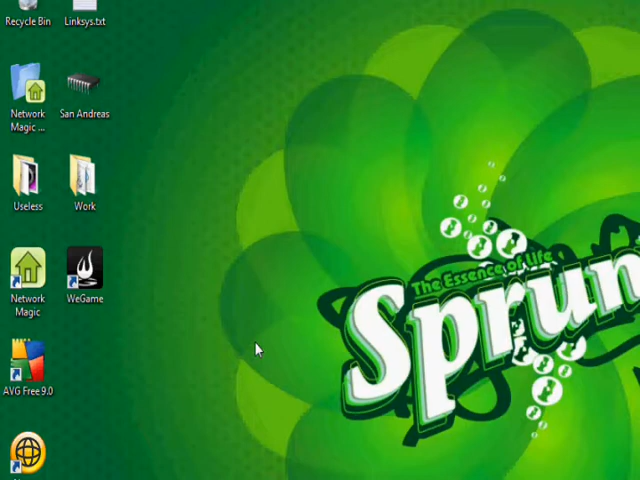 Recycle Bin
Linksys.txt
Network
Magic ...
San Andreas
Useless
Work
Network
Magic
WeGame
AVG Free 9.0
The Essence of Life
Sprun